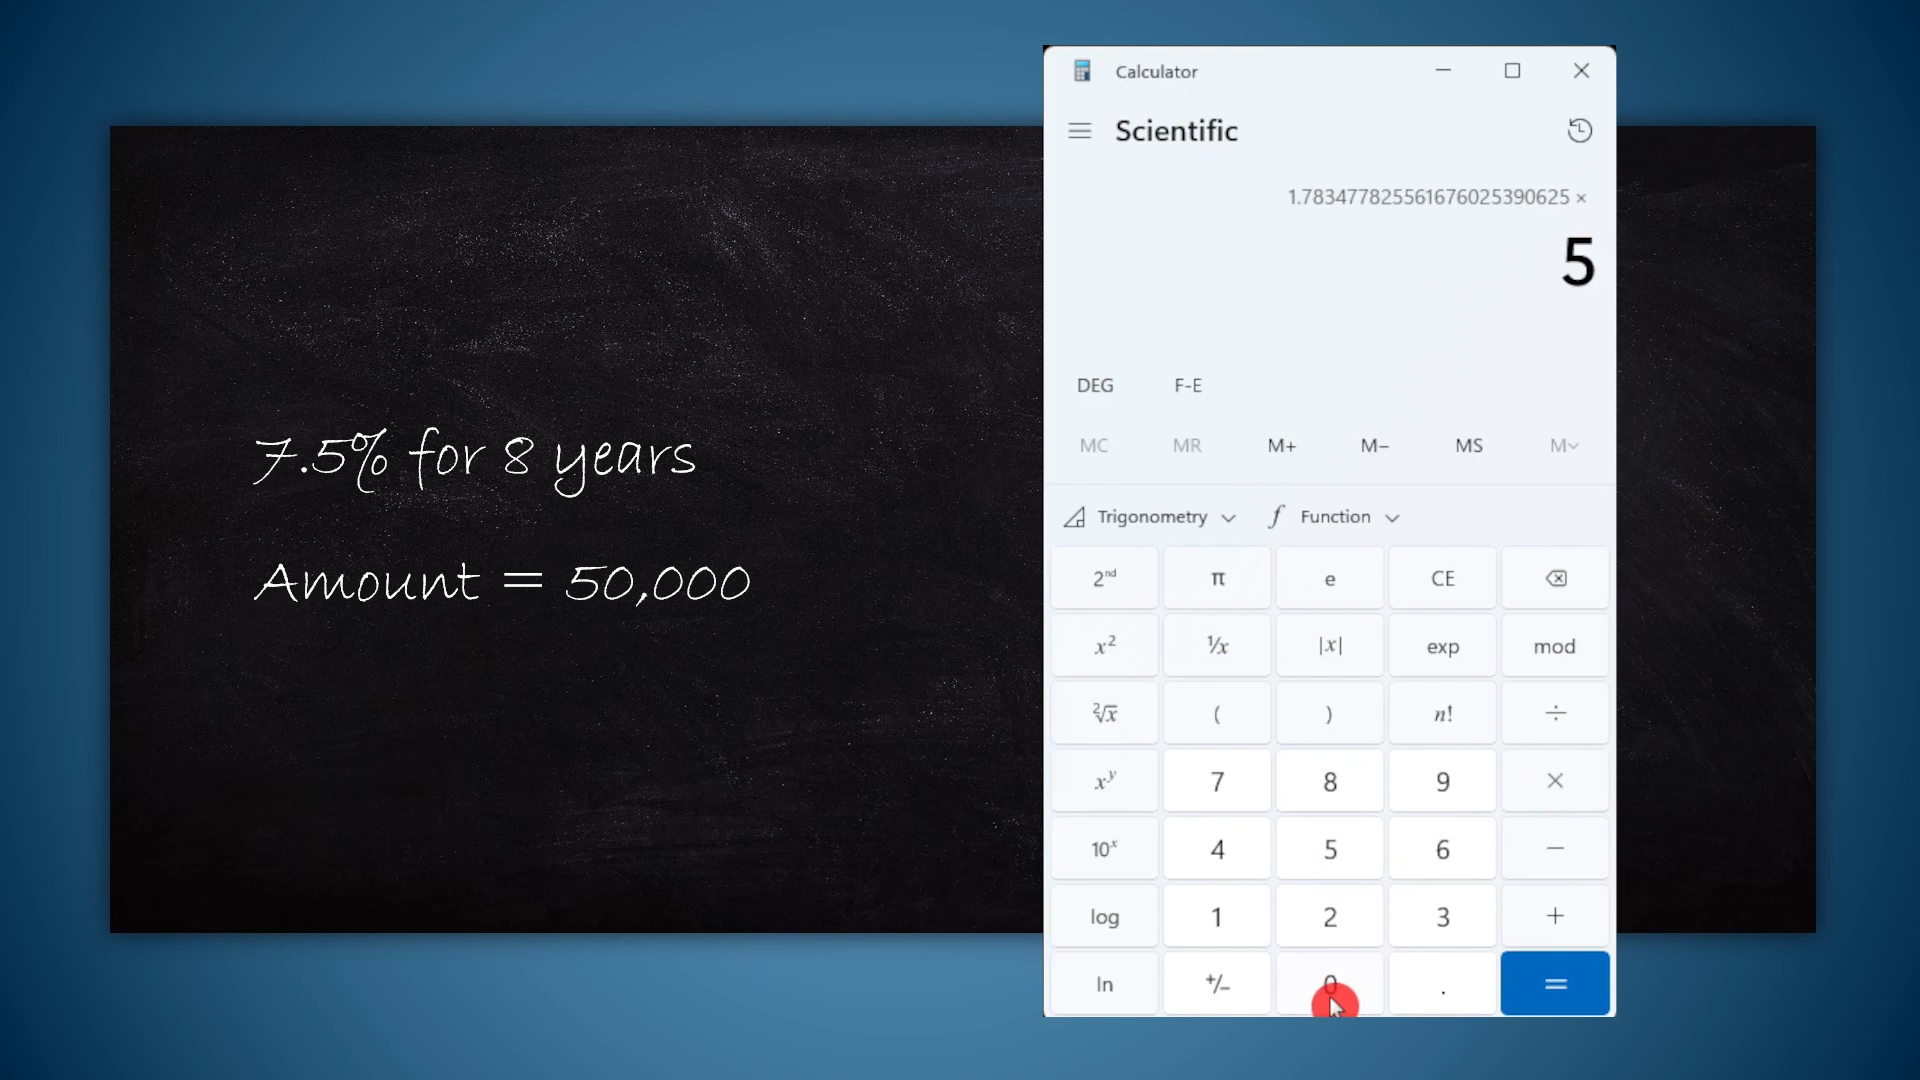 Calculator
Scientific
1.783477825561676025390625 ×
5
DEG F-E
MC MR M+ M− MS M
Trigonometry f Function
7.5% for 8 years
Amount = 50,000
2nd π e CE
x² ¹/x |x| exp mod
²√x ( ) n! ÷
xʸ 7 8 9 ×
10ˣ 4 5 6 −
log 1 2 3 +
ln +/− 0 . =